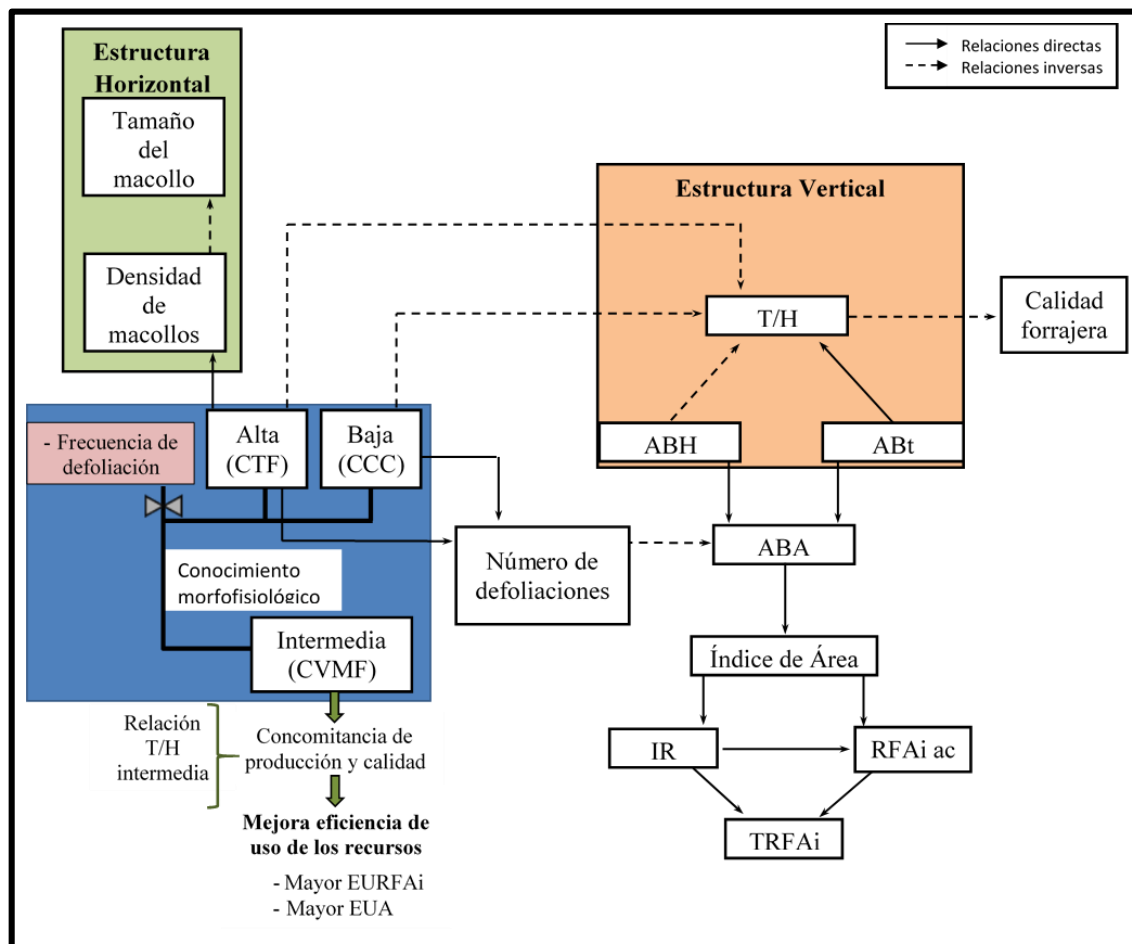 Estructura
Horizontal
Tamaño
del
macollo
Densidad
de
macollos
Relaciones directas
Relaciones inversas
Estructura Vertical
T/H
ABH
ABt
Calidad
forrajera
- Frecuencia de
defoliación
Alta
(CTF)
Baja
(CCC)
Conocimiento
morfofisiológico
Intermedia
(CVMF)
Número de
defoliaciones
ABA
Índice de Área
IR
RFAi ac
TRFAi
Relación
T/H
intermedia
Concomitancia de
producción y calidad
Mejora eficiencia de
uso de los recursos
- Mayor EURFAi
- Mayor EUA